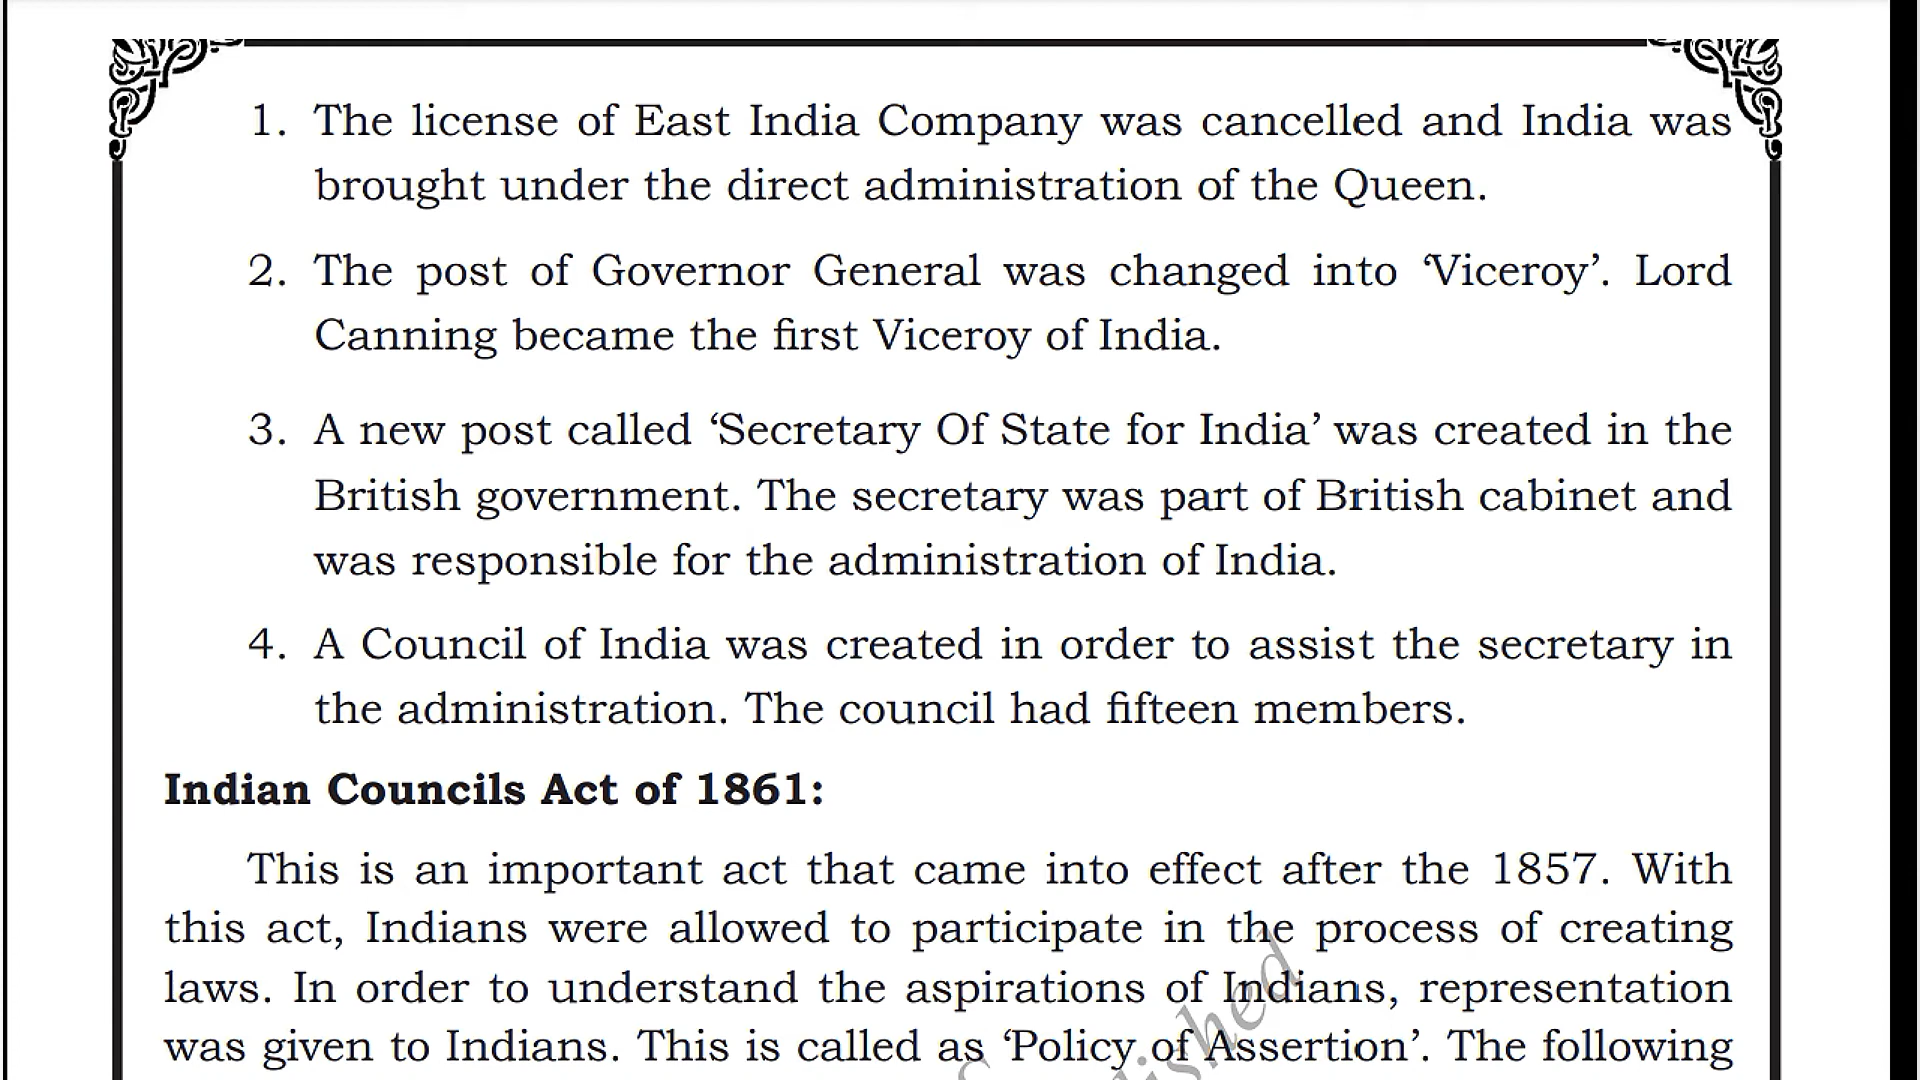 1. The license of East India Company was cancelled and India was
brought under the direct administration of the Queen.
2. The post of Governor General was changed into ‘Viceroy’. Lord
Canning became the first Viceroy of India.
3. A new post called ‘Secretary Of State for India’ was created in the
British government. The secretary was part of British cabinet and
was responsible for the administration of India.
4. A Council of India was created in order to assist the secretary in
the administration. The council had fifteen members.
Indian Councils Act of 1861:
This is an important act that came into effect after the 1857. With
this act, Indians were allowed to participate in the process of creating
laws. In order to understand the aspirations of Indians, representation
was given to Indians. This is called as ‘Policy of Assertion’. The following